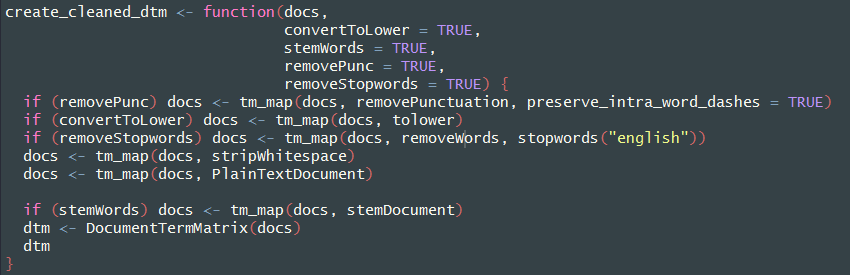 create_cleaned_dtm <- function(docs,
                               convertToLower = TRUE,
                               stemWords = TRUE,
                               removePunc = TRUE,
                               removeStopwords = TRUE) {
  if (removePunc) docs <- tm_map(docs, removePunctuation, preserve_intra_word_dashes = TRUE)
  if (convertToLower) docs <- tm_map(docs, tolower)
  if (removeStopwords) docs <- tm_map(docs, removeWords, stopwords("english"))
  docs <- tm_map(docs, stripWhitespace)
  docs <- tm_map(docs, PlainTextDocument)

  if (stemWords) docs <- tm_map(docs, stemDocument)
  dtm <- DocumentTermMatrix(docs)
  dtm
}